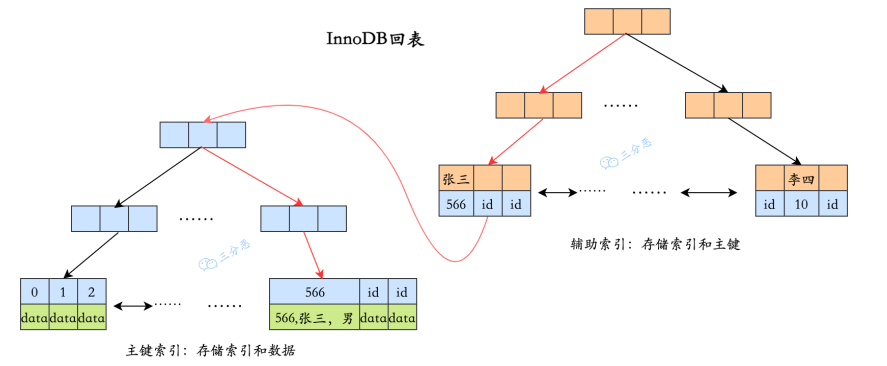 InnoDB回表
张三
566 id id
......
......
三分恶
李四
id 10 id
辅助索引：存储索引和主键
......
......
三分恶
0 1 2
data data data
......
......
566 id id
566,张三，男 data data
主键索引：存储索引和数据